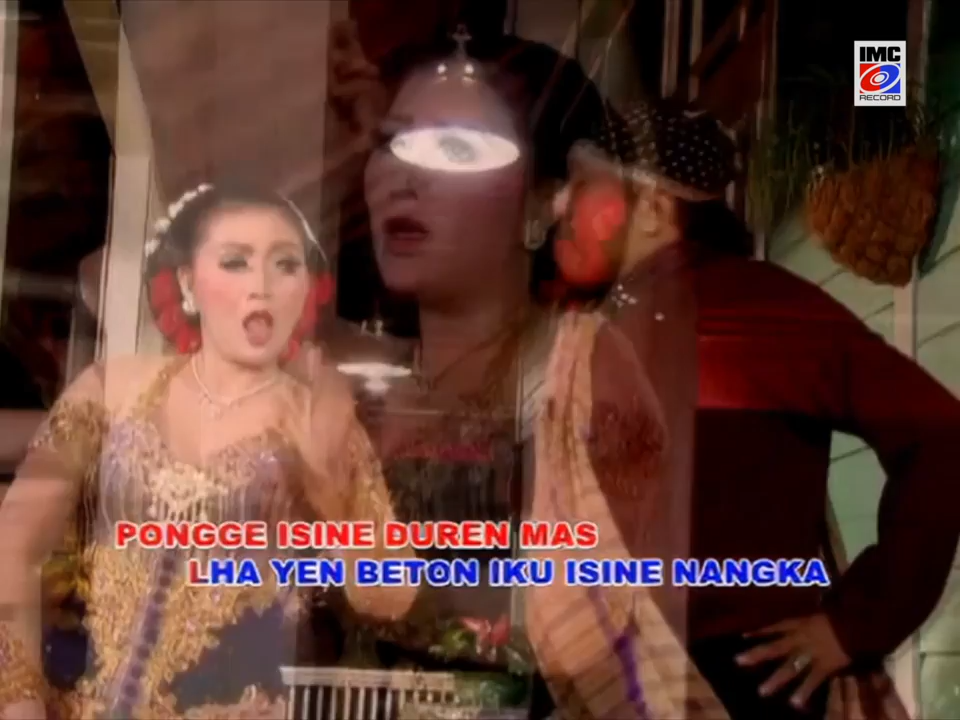 IMC
RECORD
PONGGE ISINE DUREN MAS
LHA YEN BETON IKU ISINE NANGKA